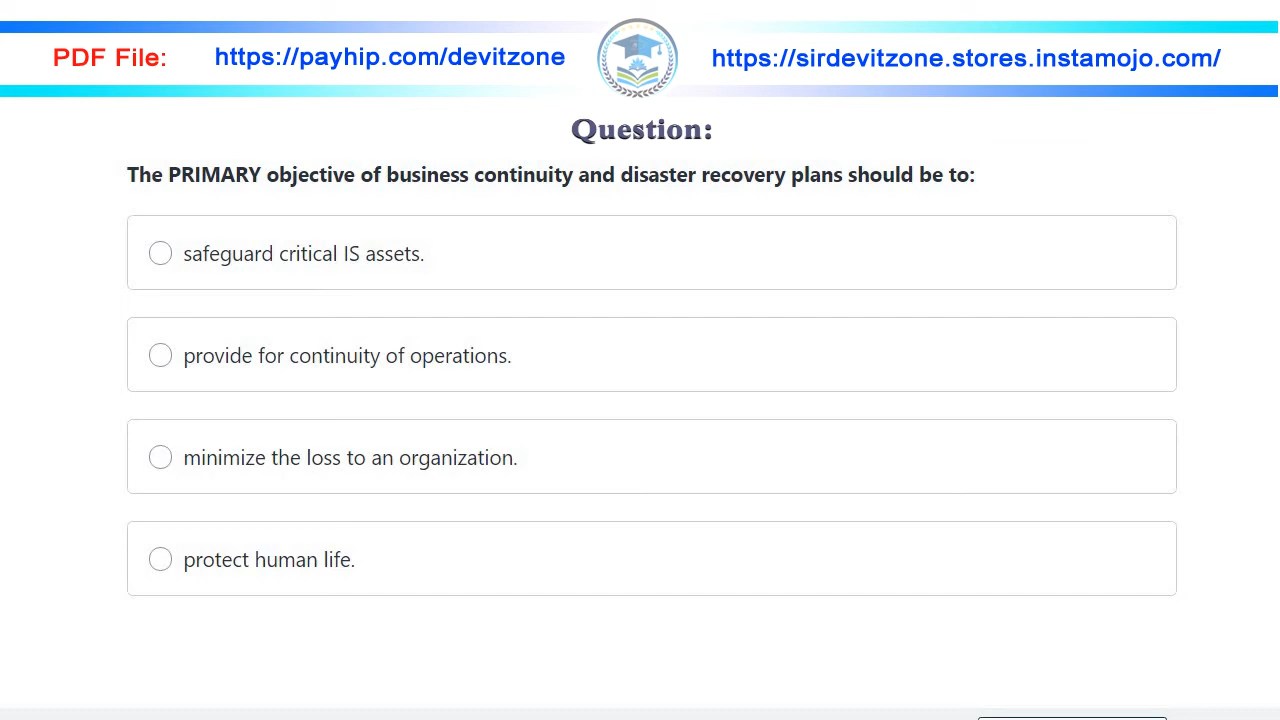 PDF File: https://payhip.com/devitzone https://sirdevitzone.stores.instamojo.com/
Question:
The PRIMARY objective of business continuity and disaster recovery plans should be to:
safeguard critical IS assets.
provide for continuity of operations.
minimize the loss to an organization.
protect human life.